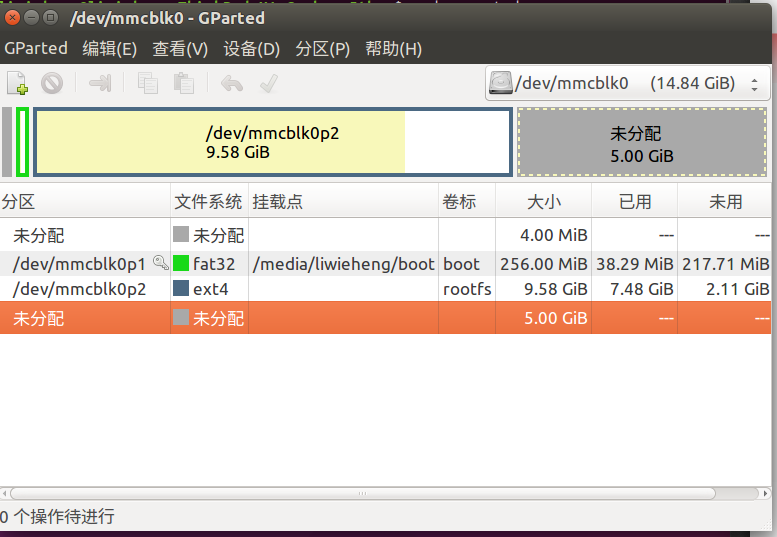 /dev/mmcblk0 - GParted
GParted 编辑(E) 查看(V) 设备(D) 分区(P) 帮助(H)
/dev/mmcblk0 (14.84 GiB)
/dev/mmcblk0p2
9.58 GiB
未分配
5.00 GiB
分区 文件系统 挂载点 卷标 大小 已用 未用
未分配 未分配 4.00 MiB --- ---
/dev/mmcblk0p1 fat32 /media/liwieheng/boot boot 256.00 MiB 38.29 MiB 217.71 MiB
/dev/mmcblk0p2 ext4 rootfs 9.58 GiB 7.48 GiB 2.11 GiB
未分配 未分配 5.00 GiB --- ---
0 个操作待进行